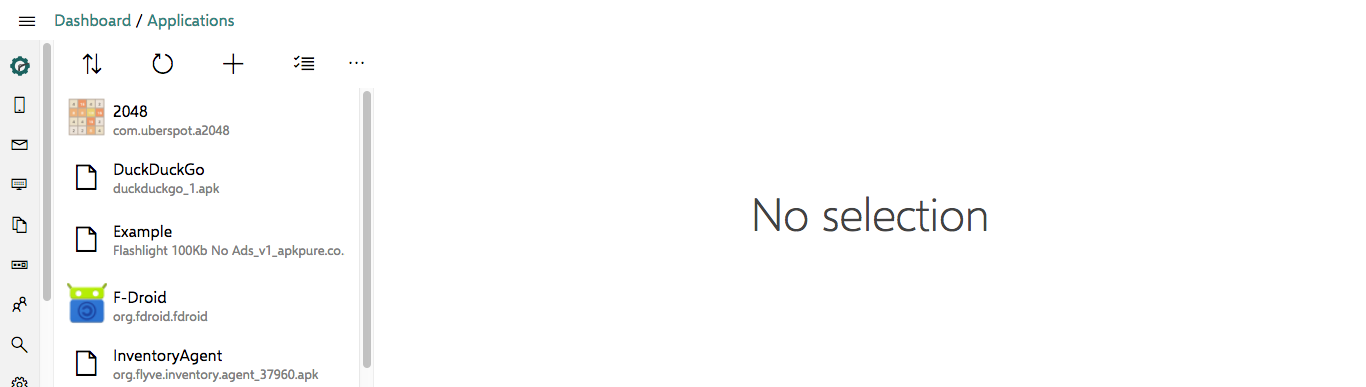 Dashboard / Applications
2048
com.uberspot.a2048
DuckDuckGo
duckduckgo_1.apk
Example
Flashlight 100Kb No Ads_v1_apkpure.co.
F-Droid
org.fdroid.fdroid
InventoryAgent
org.flyve.inventory.agent_37960.apk
No selection